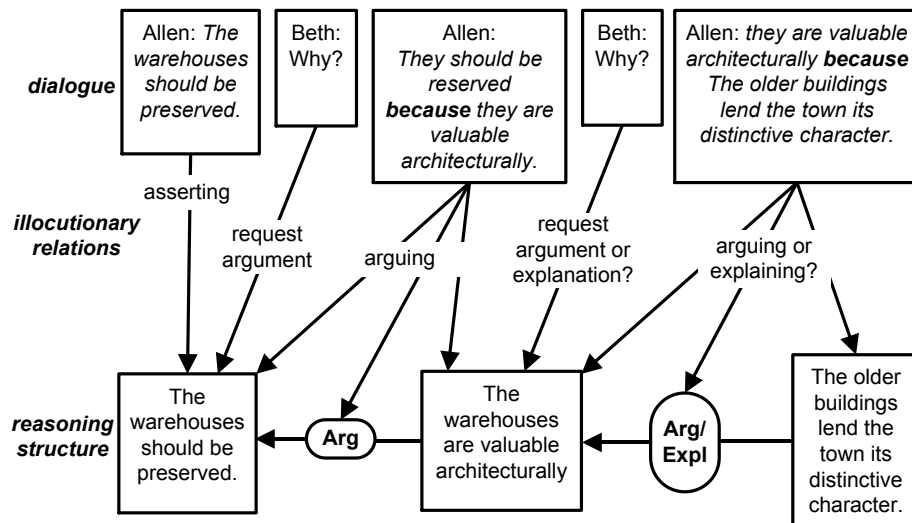 Allen: The
warehouses
should be
preserved.
Beth:
Why?
Allen:
They should be
reserved
because they are
valuable
architecturally.
Beth:
Why?
Allen: they are valuable
architecturally because
The older buildings
lend the town its
distinctive character.
dialogue
asserting
illocutionary
relations
request
argument
arguing
request
argument or
explanation?
arguing or
explaining?
reasoning
structure
The
warehouses
should be
preserved.
Arg
The
warehouses
are valuable
architecturally
Arg/
Expl
The older
buildings
lend the
town its
distinctive
character.